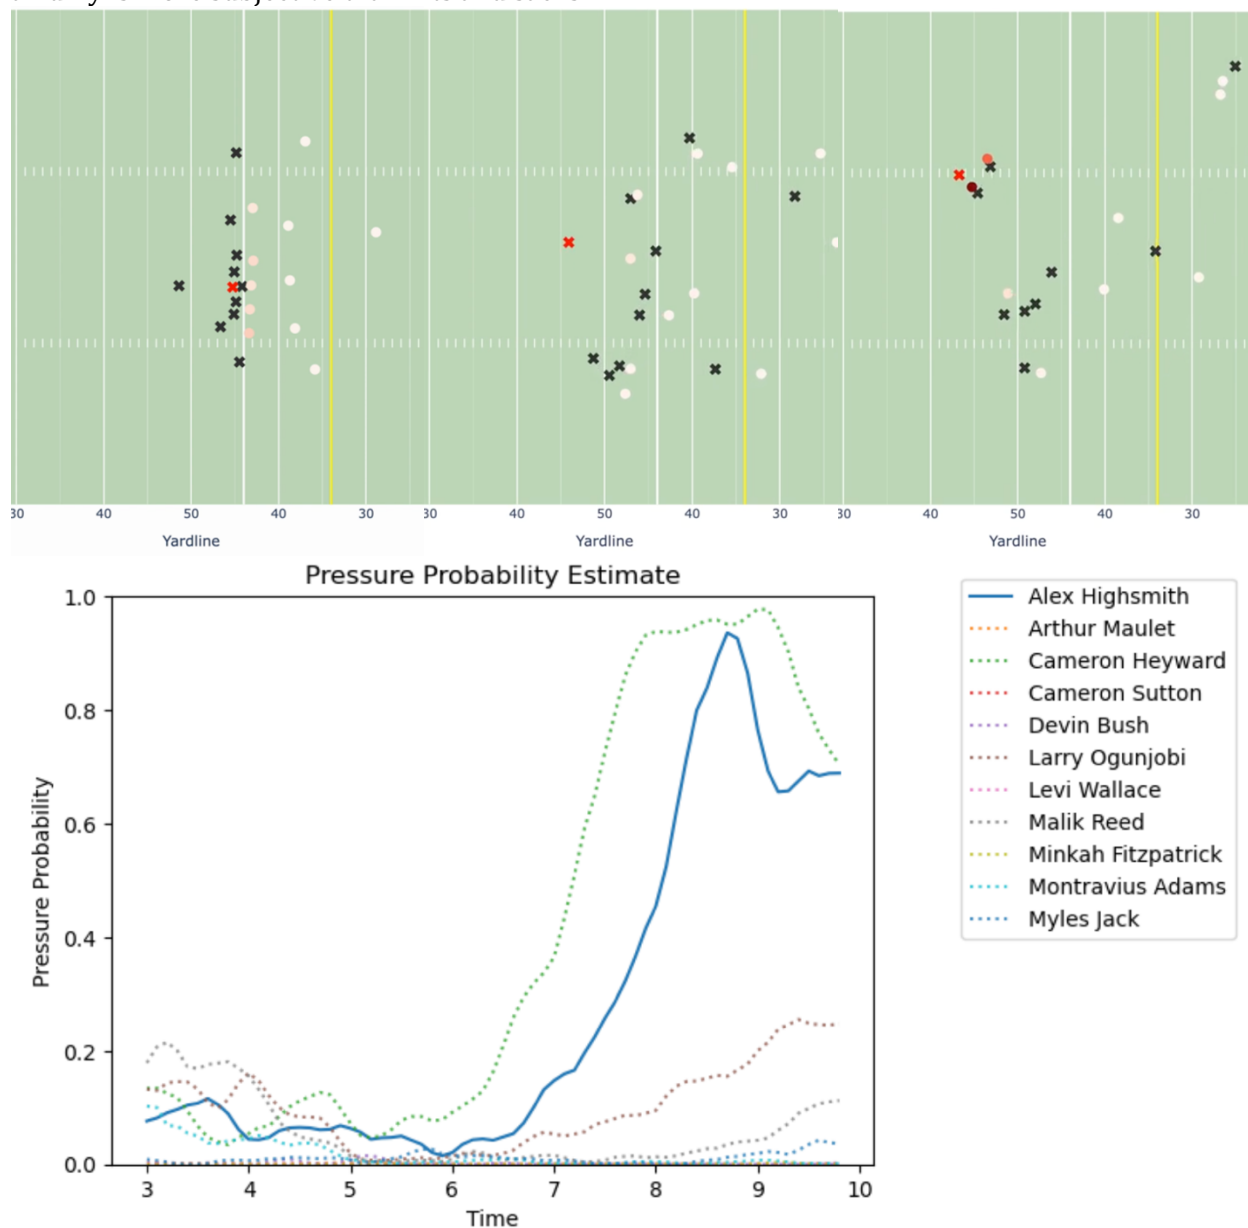 30 40 50 40 30 30 40 50 40 30 30 40 50 40 30
Yardline Yardline Yardline
Pressure Probability Estimate
1.0
0.8
0.6
0.4
0.2
0.0
Pressure Probability
3 4 5 6 7 8 9 10
Time
Alex Highsmith
Arthur Maulet
Cameron Heyward
Cameron Sutton
Devin Bush
Larry Ogunjobi
Levi Wallace
Malik Reed
Minkah Fitzpatrick
Montravius Adams
Myles Jack